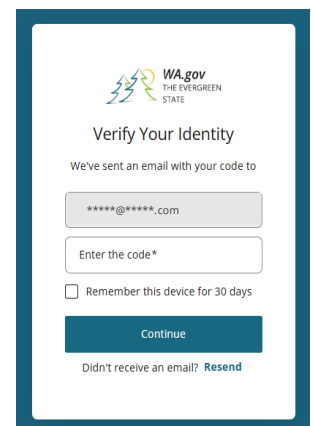 WA.gov
THE EVERGREEN
STATE
Verify Your Identity
We've sent an email with your code to
*****@*****.com
Enter the code*
Remember this device for 30 days
Continue
Didn't receive an email? Resend